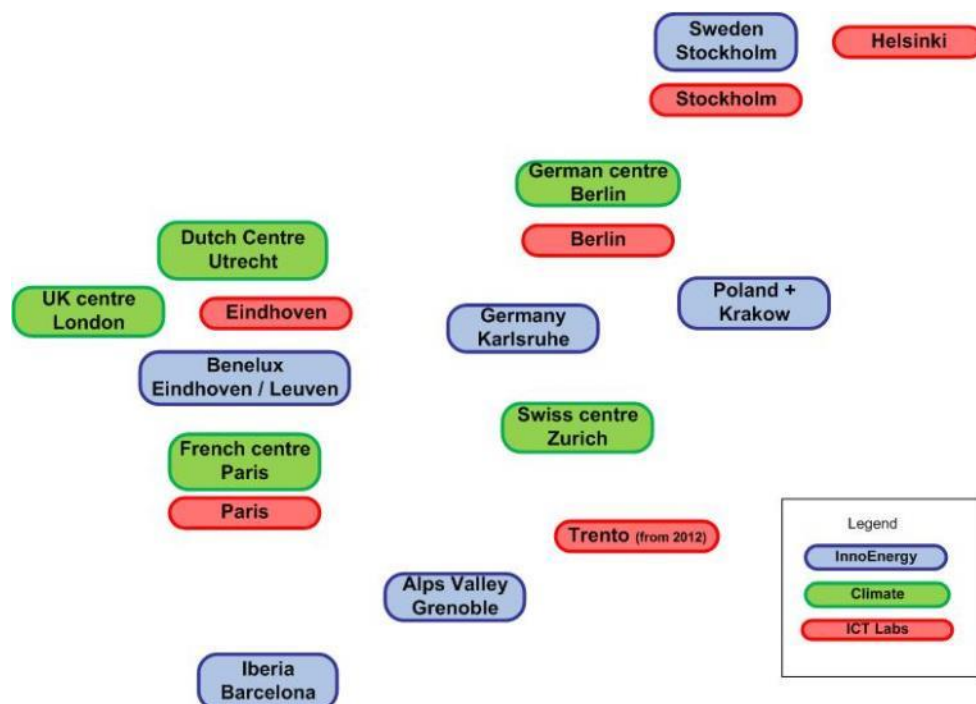 Sweden
Stockholm
Helsinki
Stockholm
German centre
Berlin
Berlin
Dutch Centre
Utrecht
UK centre
London
Eindhoven
Poland +
Krakow
Germany
Karlsruhe
Benelux
Eindhoven / Leuven
Swiss centre
Zurich
French centre
Paris
Paris
Trento (from 2012)
Alps Valley
Grenoble
Iberia
Barcelona
Legend
InnoEnergy
Climate
ICT Labs